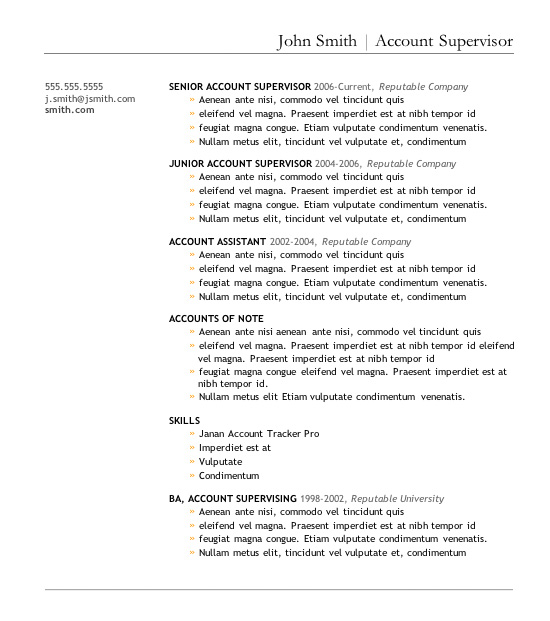 John Smith | Account Supervisor
555.555.5555
j.smith@jsmith.com
smith.com
SENIOR ACCOUNT SUPERVISOR 2006-Current, Reputable Company
» Aenean ante nisi, commodo vel tincidunt quis
» eleifend vel magna. Praesent imperdiet est at nibh tempor id
» feugiat magna congue. Etiam vulputate condimentum venenatis.
» Nullam metus elit, tincidunt vel vulputate et, condimentum
JUNIOR ACCOUNT SUPERVISOR 2004-2006, Reputable Company
» Aenean ante nisi, commodo vel tincidunt quis
» eleifend vel magna. Praesent imperdiet est at nibh tempor id
» feugiat magna congue. Etiam vulputate condimentum venenatis.
» Nullam metus elit, tincidunt vel vulputate et, condimentum
ACCOUNT ASSISTANT 2002-2004, Reputable Company
» Aenean ante nisi, commodo vel tincidunt quis
» eleifend vel magna. Praesent imperdiet est at nibh tempor id
» feugiat magna congue. Etiam vulputate condimentum venenatis.
» Nullam metus elit, tincidunt vel vulputate et, condimentum
ACCOUNTS OF NOTE
» Aenean ante nisi aenean ante nisi, commodo vel tincidunt quis
» eleifend vel magna. Praesent imperdiet est at nibh tempor id eleifend
vel magna. Praesent imperdiet est at nibh tempor id
» feugiat magna congue eleifend vel magna. Praesent imperdiet est at
nibh tempor id.
» Nullam metus elit Etiam vulputate condimentum venenatis.
SKILLS
» Janan Account Tracker Pro
» Imperdiet est at
» Vulputate
» Condimentum
BA, ACCOUNT SUPERVISING 1998-2002, Reputable University
» Aenean ante nisi, commodo vel tincidunt quis
» eleifend vel magna. Praesent imperdiet est at nibh tempor id
» feugiat magna congue. Etiam vulputate condimentum venenatis.
» Nullam metus elit, tincidunt vel vulputate et, condimentum